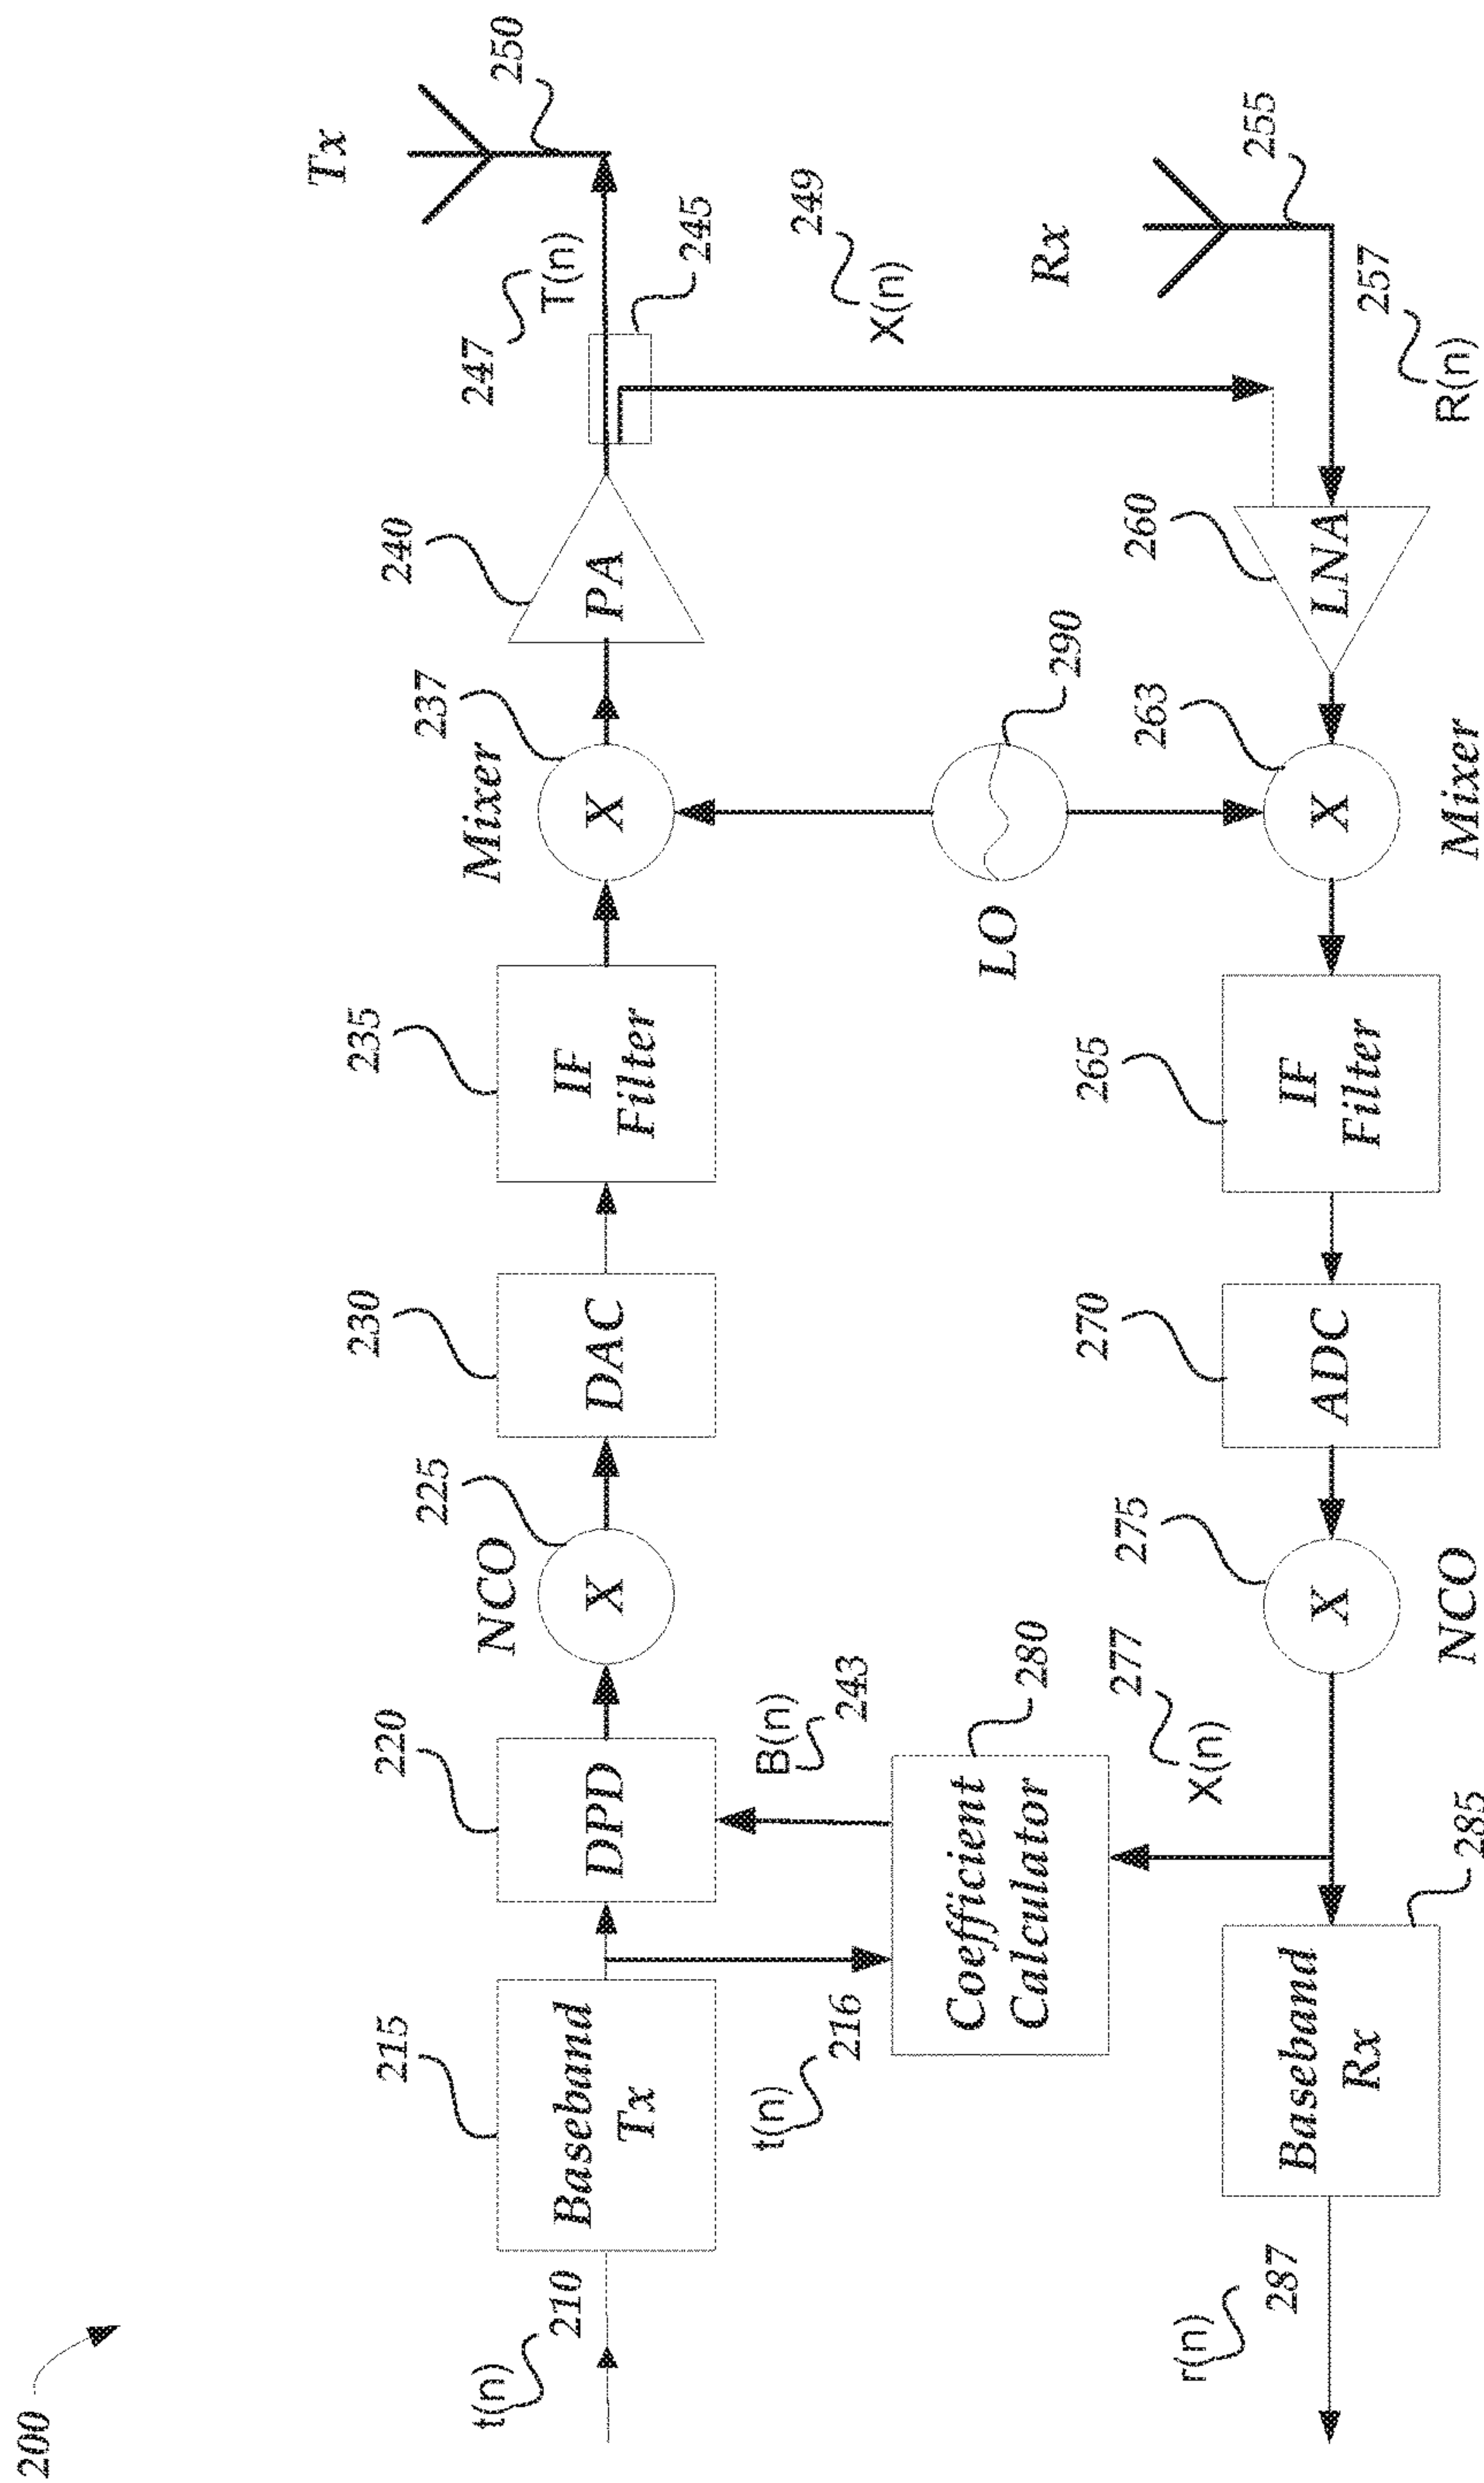 200
t(n)
210
215
Baseband
Tx
t(n)
216
220
DPD
B(n)
243
NCO
225
X
230
DAC
235
IF
Filter
Mixer
237
X
240
PA
247
T(n)
245
Tx
250
249
X(n)
LO
290
Coefficient
Calculator
280
Rx
255
257
R(n)
260
LNA
263
X
Mixer
265
IF
Filter
270
ADC
275
X
NCO
277
X(n)
285
Baseband
Rx
r(n)
287